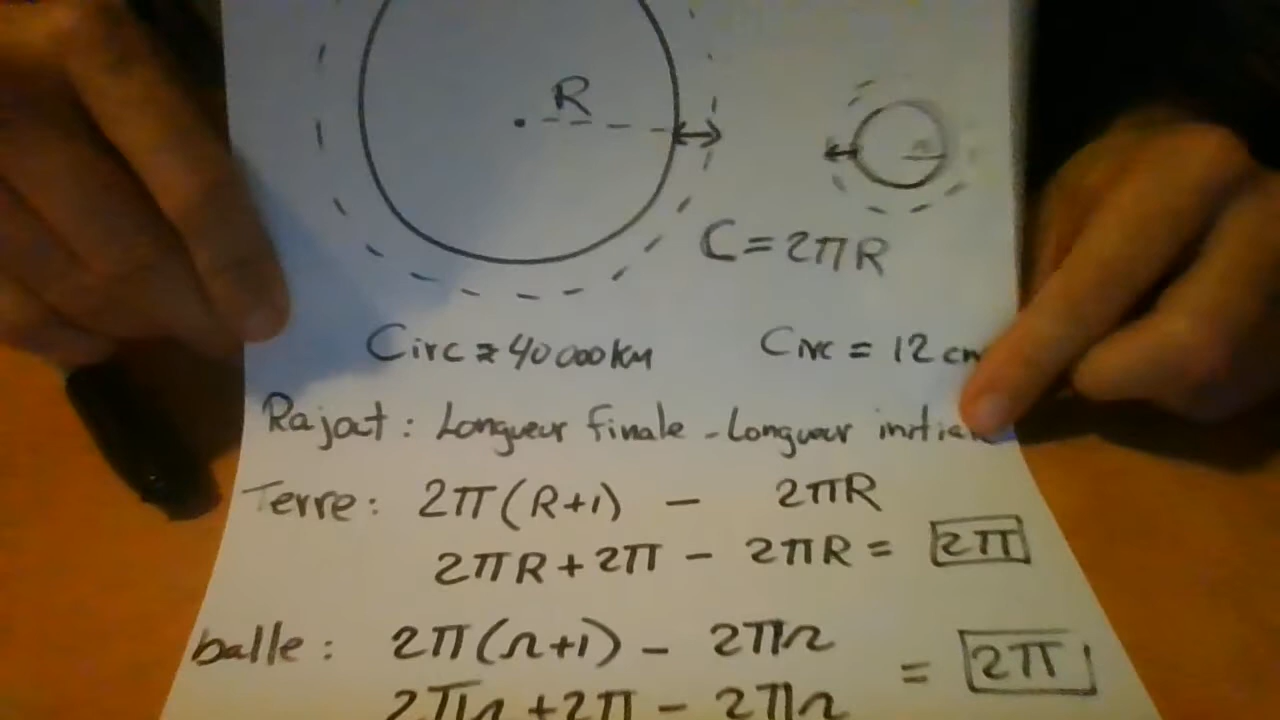 R
r
C = 2πR
Circ ≈ 40 000 KM
Circ = 12 cm
Rajout : Longueur finale - Longueur initiale
Terre : 2π(R+1) - 2πR
2πR + 2π - 2πR = 2π
balle : 2π(r+1) - 2πr
2πr + 2π - 2πr = 2π